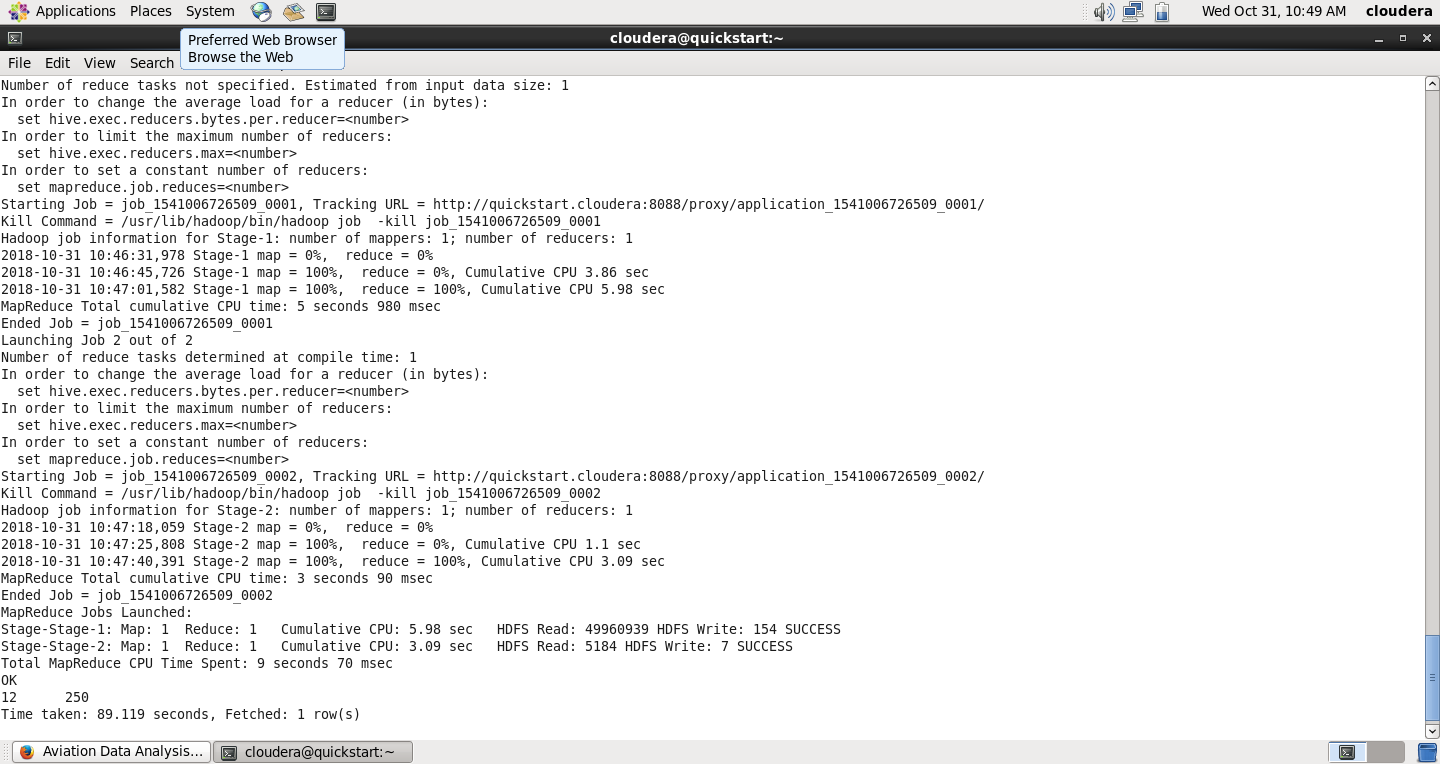 Applications Places System Wed Oct 31, 10:49 AM cloudera
cloudera@quickstart:~
Preferred Web Browser
Browse the Web
File Edit View Search
Number of reduce tasks not specified. Estimated from input data size: 1
In order to change the average load for a reducer (in bytes):
  set hive.exec.reducers.bytes.per.reducer=<number>
In order to limit the maximum number of reducers:
  set hive.exec.reducers.max=<number>
In order to set a constant number of reducers:
  set mapreduce.job.reduces=<number>
Starting Job = job_1541006726509_0001, Tracking URL = http://quickstart.cloudera:8088/proxy/application_1541006726509_0001/
Kill Command = /usr/lib/hadoop/bin/hadoop job  -kill job_1541006726509_0001
Hadoop job information for Stage-1: number of mappers: 1; number of reducers: 1
2018-10-31 10:46:31,978 Stage-1 map = 0%,  reduce = 0%
2018-10-31 10:46:45,726 Stage-1 map = 100%,  reduce = 0%, Cumulative CPU 3.86 sec
2018-10-31 10:47:01,582 Stage-1 map = 100%,  reduce = 100%, Cumulative CPU 5.98 sec
MapReduce Total cumulative CPU time: 5 seconds 980 msec
Ended Job = job_1541006726509_0001
Launching Job 2 out of 2
Number of reduce tasks determined at compile time: 1
In order to change the average load for a reducer (in bytes):
  set hive.exec.reducers.bytes.per.reducer=<number>
In order to limit the maximum number of reducers:
  set hive.exec.reducers.max=<number>
In order to set a constant number of reducers:
  set mapreduce.job.reduces=<number>
Starting Job = job_1541006726509_0002, Tracking URL = http://quickstart.cloudera:8088/proxy/application_1541006726509_0002/
Kill Command = /usr/lib/hadoop/bin/hadoop job  -kill job_1541006726509_0002
Hadoop job information for Stage-2: number of mappers: 1; number of reducers: 1
2018-10-31 10:47:18,059 Stage-2 map = 0%,  reduce = 0%
2018-10-31 10:47:25,808 Stage-2 map = 100%,  reduce = 0%, Cumulative CPU 1.1 sec
2018-10-31 10:47:40,391 Stage-2 map = 100%,  reduce = 100%, Cumulative CPU 3.09 sec
MapReduce Total cumulative CPU time: 3 seconds 90 msec
Ended Job = job_1541006726509_0002
MapReduce Jobs Launched:
Stage-Stage-1: Map: 1  Reduce: 1   Cumulative CPU: 5.98 sec   HDFS Read: 49960939 HDFS Write: 154 SUCCESS
Stage-Stage-2: Map: 1  Reduce: 1   Cumulative CPU: 3.09 sec   HDFS Read: 5184 HDFS Write: 7 SUCCESS
Total MapReduce CPU Time Spent: 9 seconds 70 msec
OK
12      250
Time taken: 89.119 seconds, Fetched: 1 row(s)
Aviation Data Analysis... cloudera@quickstart:~